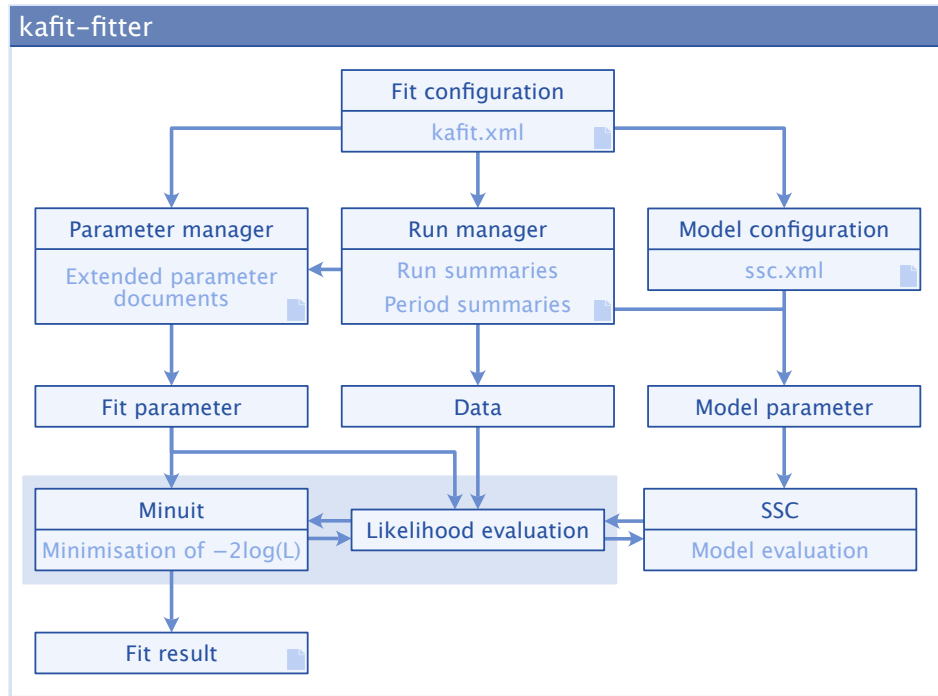 kafit-fitter
Fit configuration
kafit.xml
Parameter manager
Extended parameter
documents
Run manager
Run summaries
Period summaries
Model configuration
ssc.xml
Fit parameter
Data
Model parameter
Minuit
Minimisation of −2log(L)
Likelihood evaluation
SSC
Model evaluation
Fit result